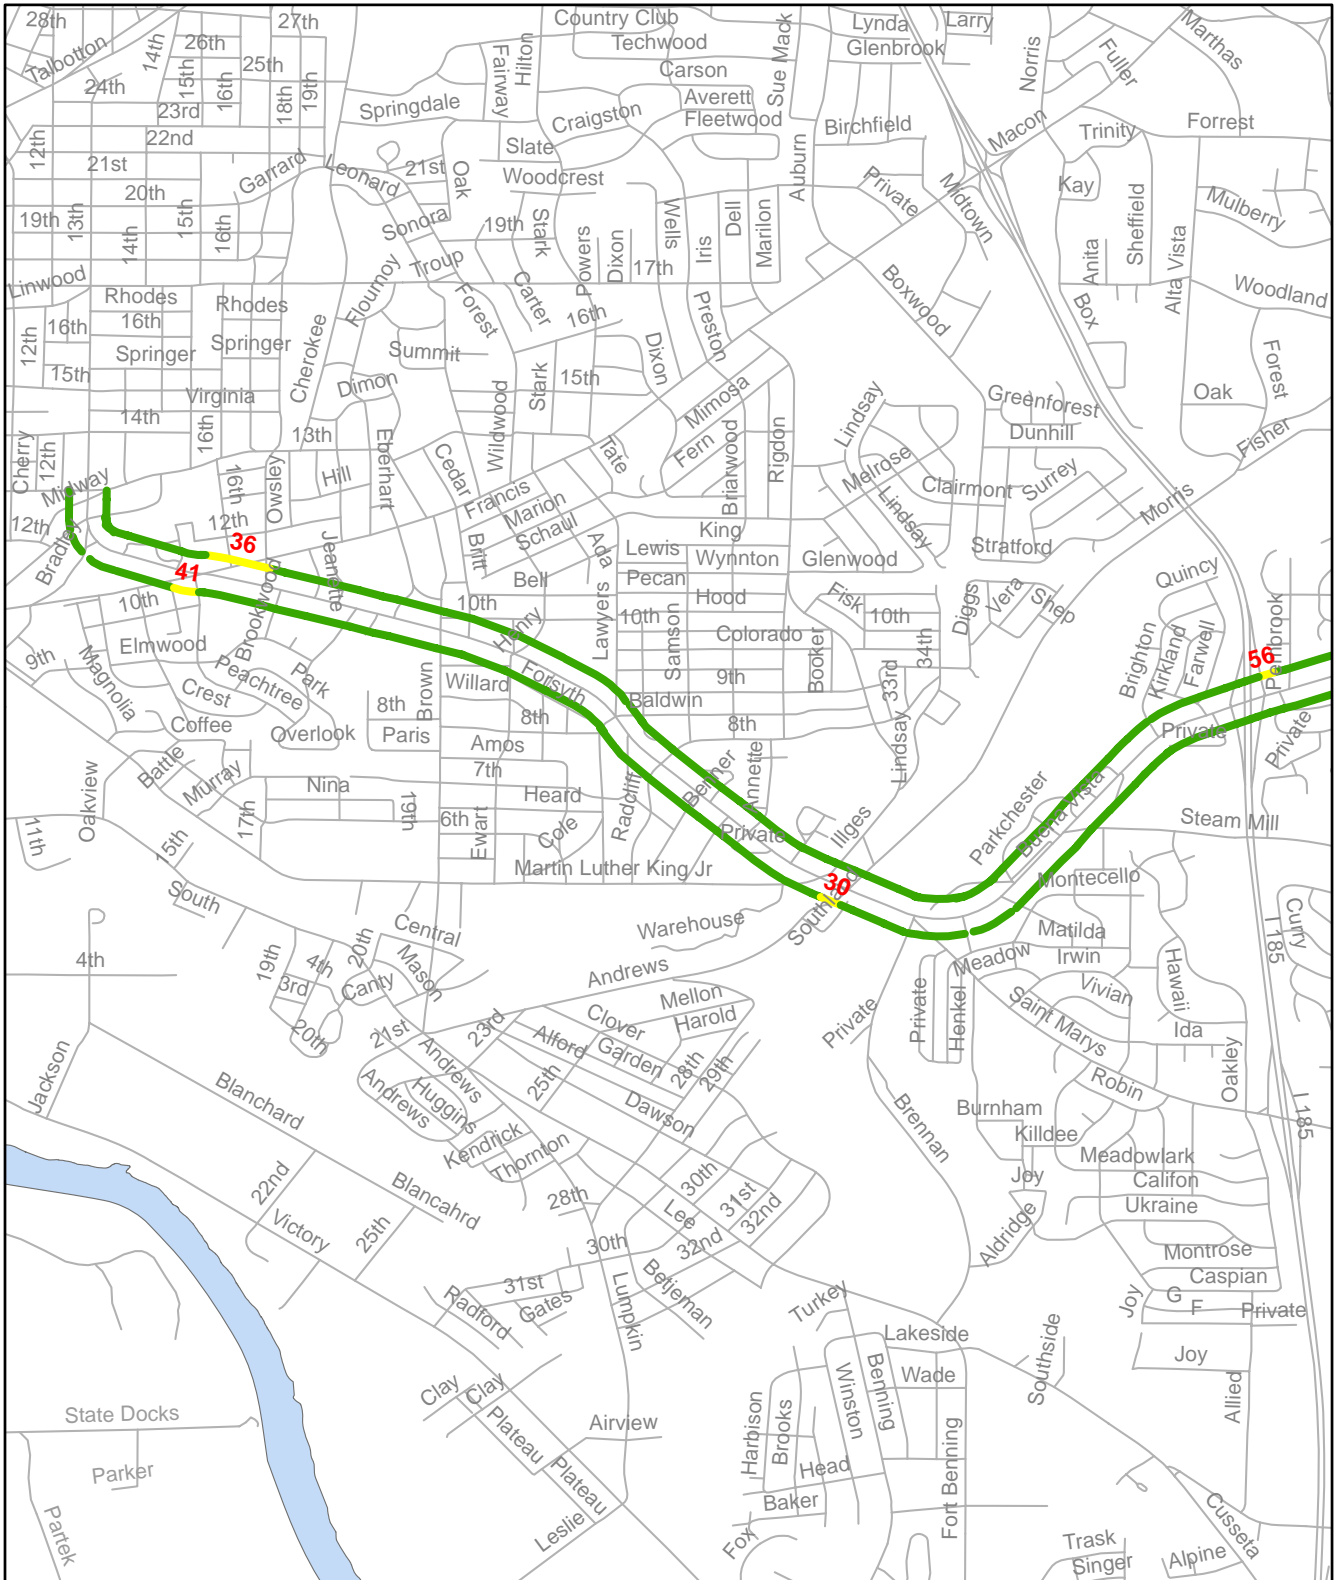 28th
27th
Country Club
Lynda
Larry
Marthas
Talbotton
14th
26th
Techwood
Sue Mack
Glenbrook
Norris
Fuller
Fairway
Hilton
15th
16th
25th
18th
19th
Carson
24th
23rd
Springdale
Craigston
Averett
Fleetwood
Birchfield
Macon
Trinity
Forrest
12th
22nd
Slate
Auburn
21st
Garrard
Leonard
21st
Oak
Woodcrest
Private
Midtown
Kay
Sheffield
Mulberry
20th
19th
13th
14th
15th
16th
Sonora
19th
Stark
Wells
Iris
Dell
Marilon
Anita
Alta Vista
Linwood
Troup
Powers
Dixon
17th
Boxwood
Box
Woodland
Rhodes
Rhodes
Flournoy
Forest
Carter
16th
Preston
16th
16th
12th
Springer
Springer
Cherokee
Summit
Dixon
Forest
15th
Virginia
Dimon
Wildwood
Stark
15th
Mimosa
Lindsay
Greenforest
Oak
14th
16th
13th
Fern
Dunhill
Fisher
Cherry
12th
Eberhart
Cedar
Tate
Briarwood
Rigdon
Melrose
Surrey
Midway
16th
Owsley
Hill
Francis
Marion
Schaul
Lindsay
Clairmont
Morris
12th
12th
36
Bradley
Jeanette
Britt
Ada
King
Stratford
41
Lewis
Wynnton
Glenwood
Quincy
Bell
Pecan
10th
Brookwood
10th
Henry
Lawyers
10th
Hood
Fisk
10th
Diggs
Vera
Shep
Pembrook
9th
Elmwood
Samson
Colorado
Booker
34th
Brighton
Kirkland
Farwell
56
Magnolia
Peachtree
Park
Crest
Willard
Forsyth
9th
33rd
8th
Brown
Baldwin
Coffee
Overlook
Paris
8th
8th
Private
Private
Amos
Lindsay
Battle
Murray
7th
Radcliff
Benner
Annette
Oakview
Nina
Heard
Parkchester
Buena Vista
11th
17th
19th
6th
Ewart
Cole
Private
Illges
Steam Mill
15th
Martin Luther King Jr
30
Montecello
South
Southland
Curry
Central
Warehouse
Matilda
4th
19th
4th
20th
Mason
Meadow
Irwin
I 185
3rd
Canty
Andrews
Vivian
Hawaii
20th
Mellon
Harold
Private
Private
Henkel
Saint Marys
21st
23rd
Clover
Ida
Jackson
Alford
Garden
Andrews
28th
29th
Oakley
Andrews
Huggins
25th
Robin
Blanchard
Dawson
Brennan
Burnham
I 185
Killdee
Kendrick
Thornton
Meadowlark
22nd
30th
Joy
Califon
Blancahrd
28th
31st
32nd
Ukraine
Victory
25th
Lee
32nd
Aldridge
30th
Montrose
31st
Betjeman
Caspian
Radford
Gates
Turkey
Joy
G
F
Private
Lumpkin
Lakeside
Southside
Joy
Clay
Clay
Winston
Benning
Wade
Allied
State Docks
Plateau
Airview
Harbison
Brooks
Parker
Plateau
Head
Fort Benning
Partek
Leslie
Baker
Cusseta
Fox
Trask
Singer
Alpine